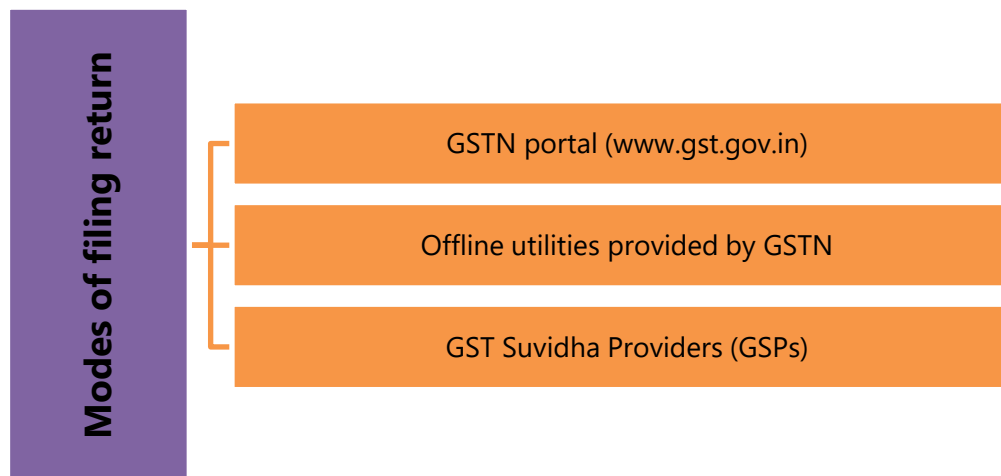 Modes of filing return
GSTN portal (www.gst.gov.in)
Offline utilities provided by GSTN
GST Suvidha Providers (GSPs)